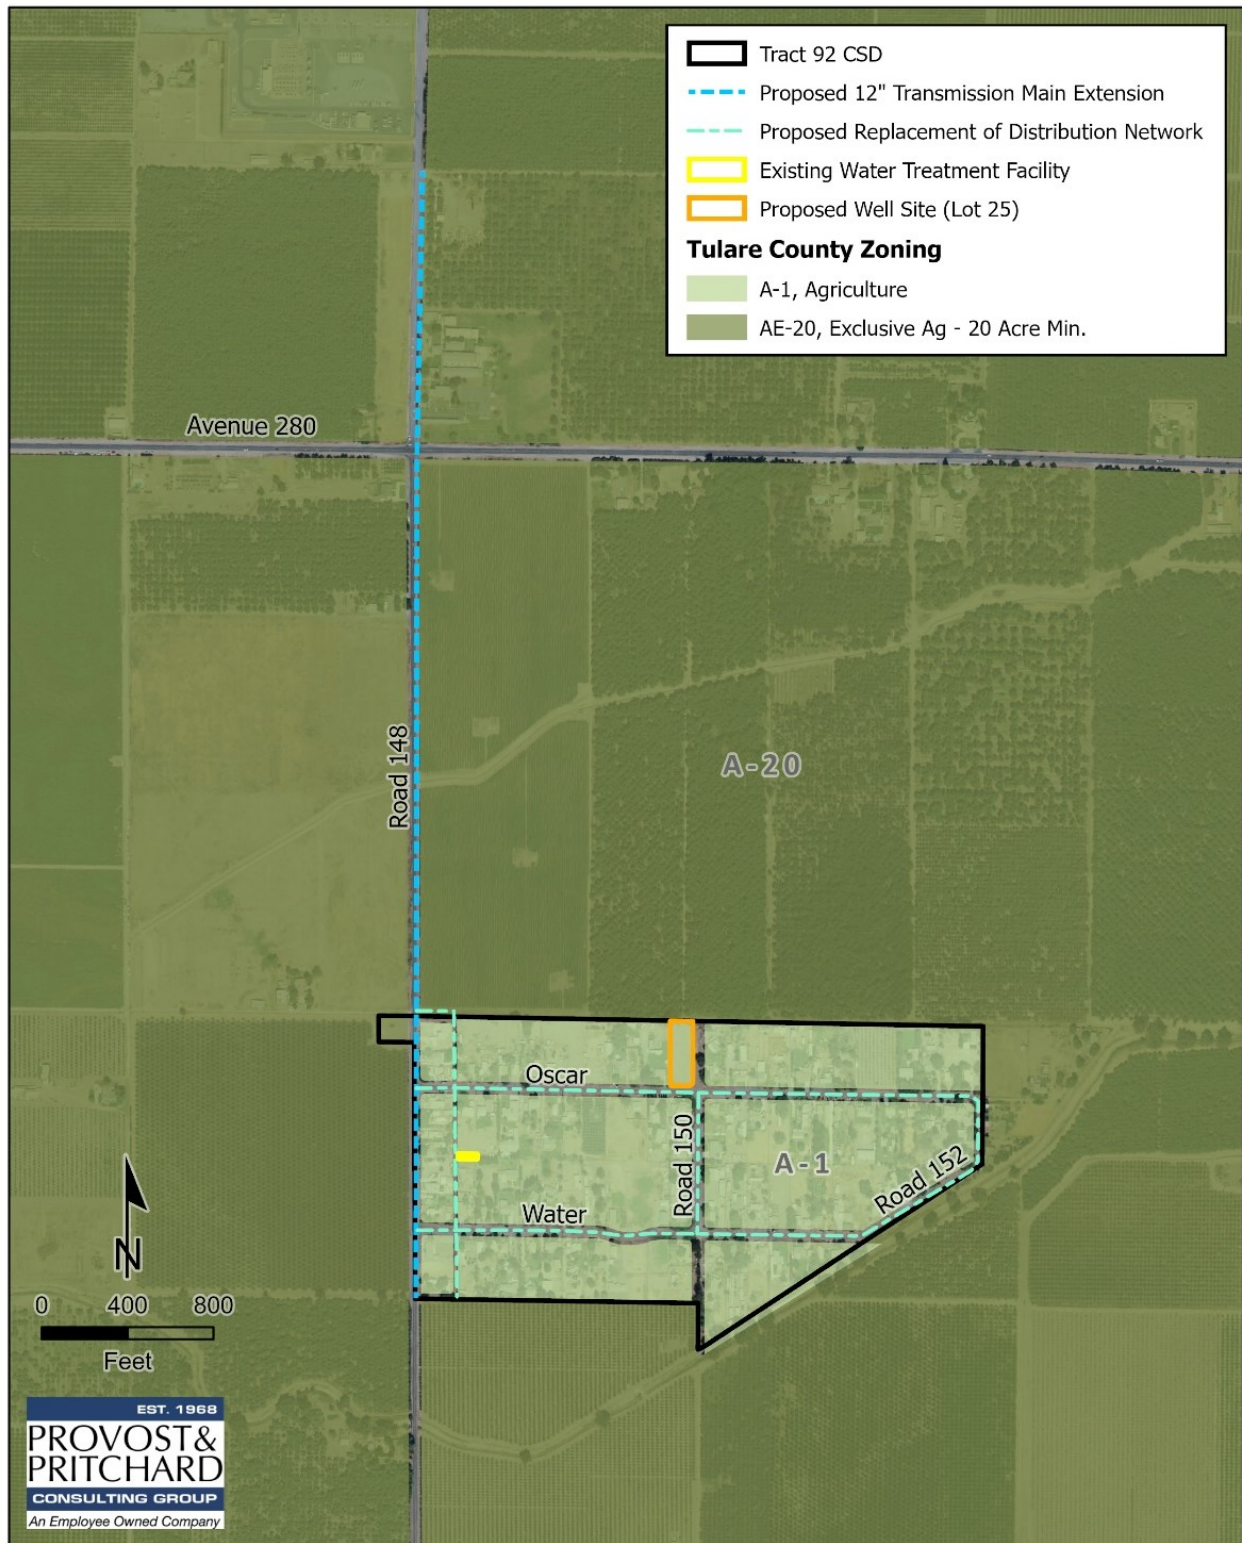 Tract 92 CSD
Proposed 12" Transmission Main Extension
Proposed Replacement of Distribution Network
Existing Water Treatment Facility
Proposed Well Site (Lot 25)
Tulare County Zoning
A-1, Agriculture
AE-20, Exclusive Ag - 20 Acre Min.
Avenue 280
Road 148
A-20
Oscar
Road 150
A-1
Road 152
Water
N
0 400 800
Feet
EST. 1968
PROVOST&
PRITCHARD
CONSULTING GROUP
An Employee Owned Company